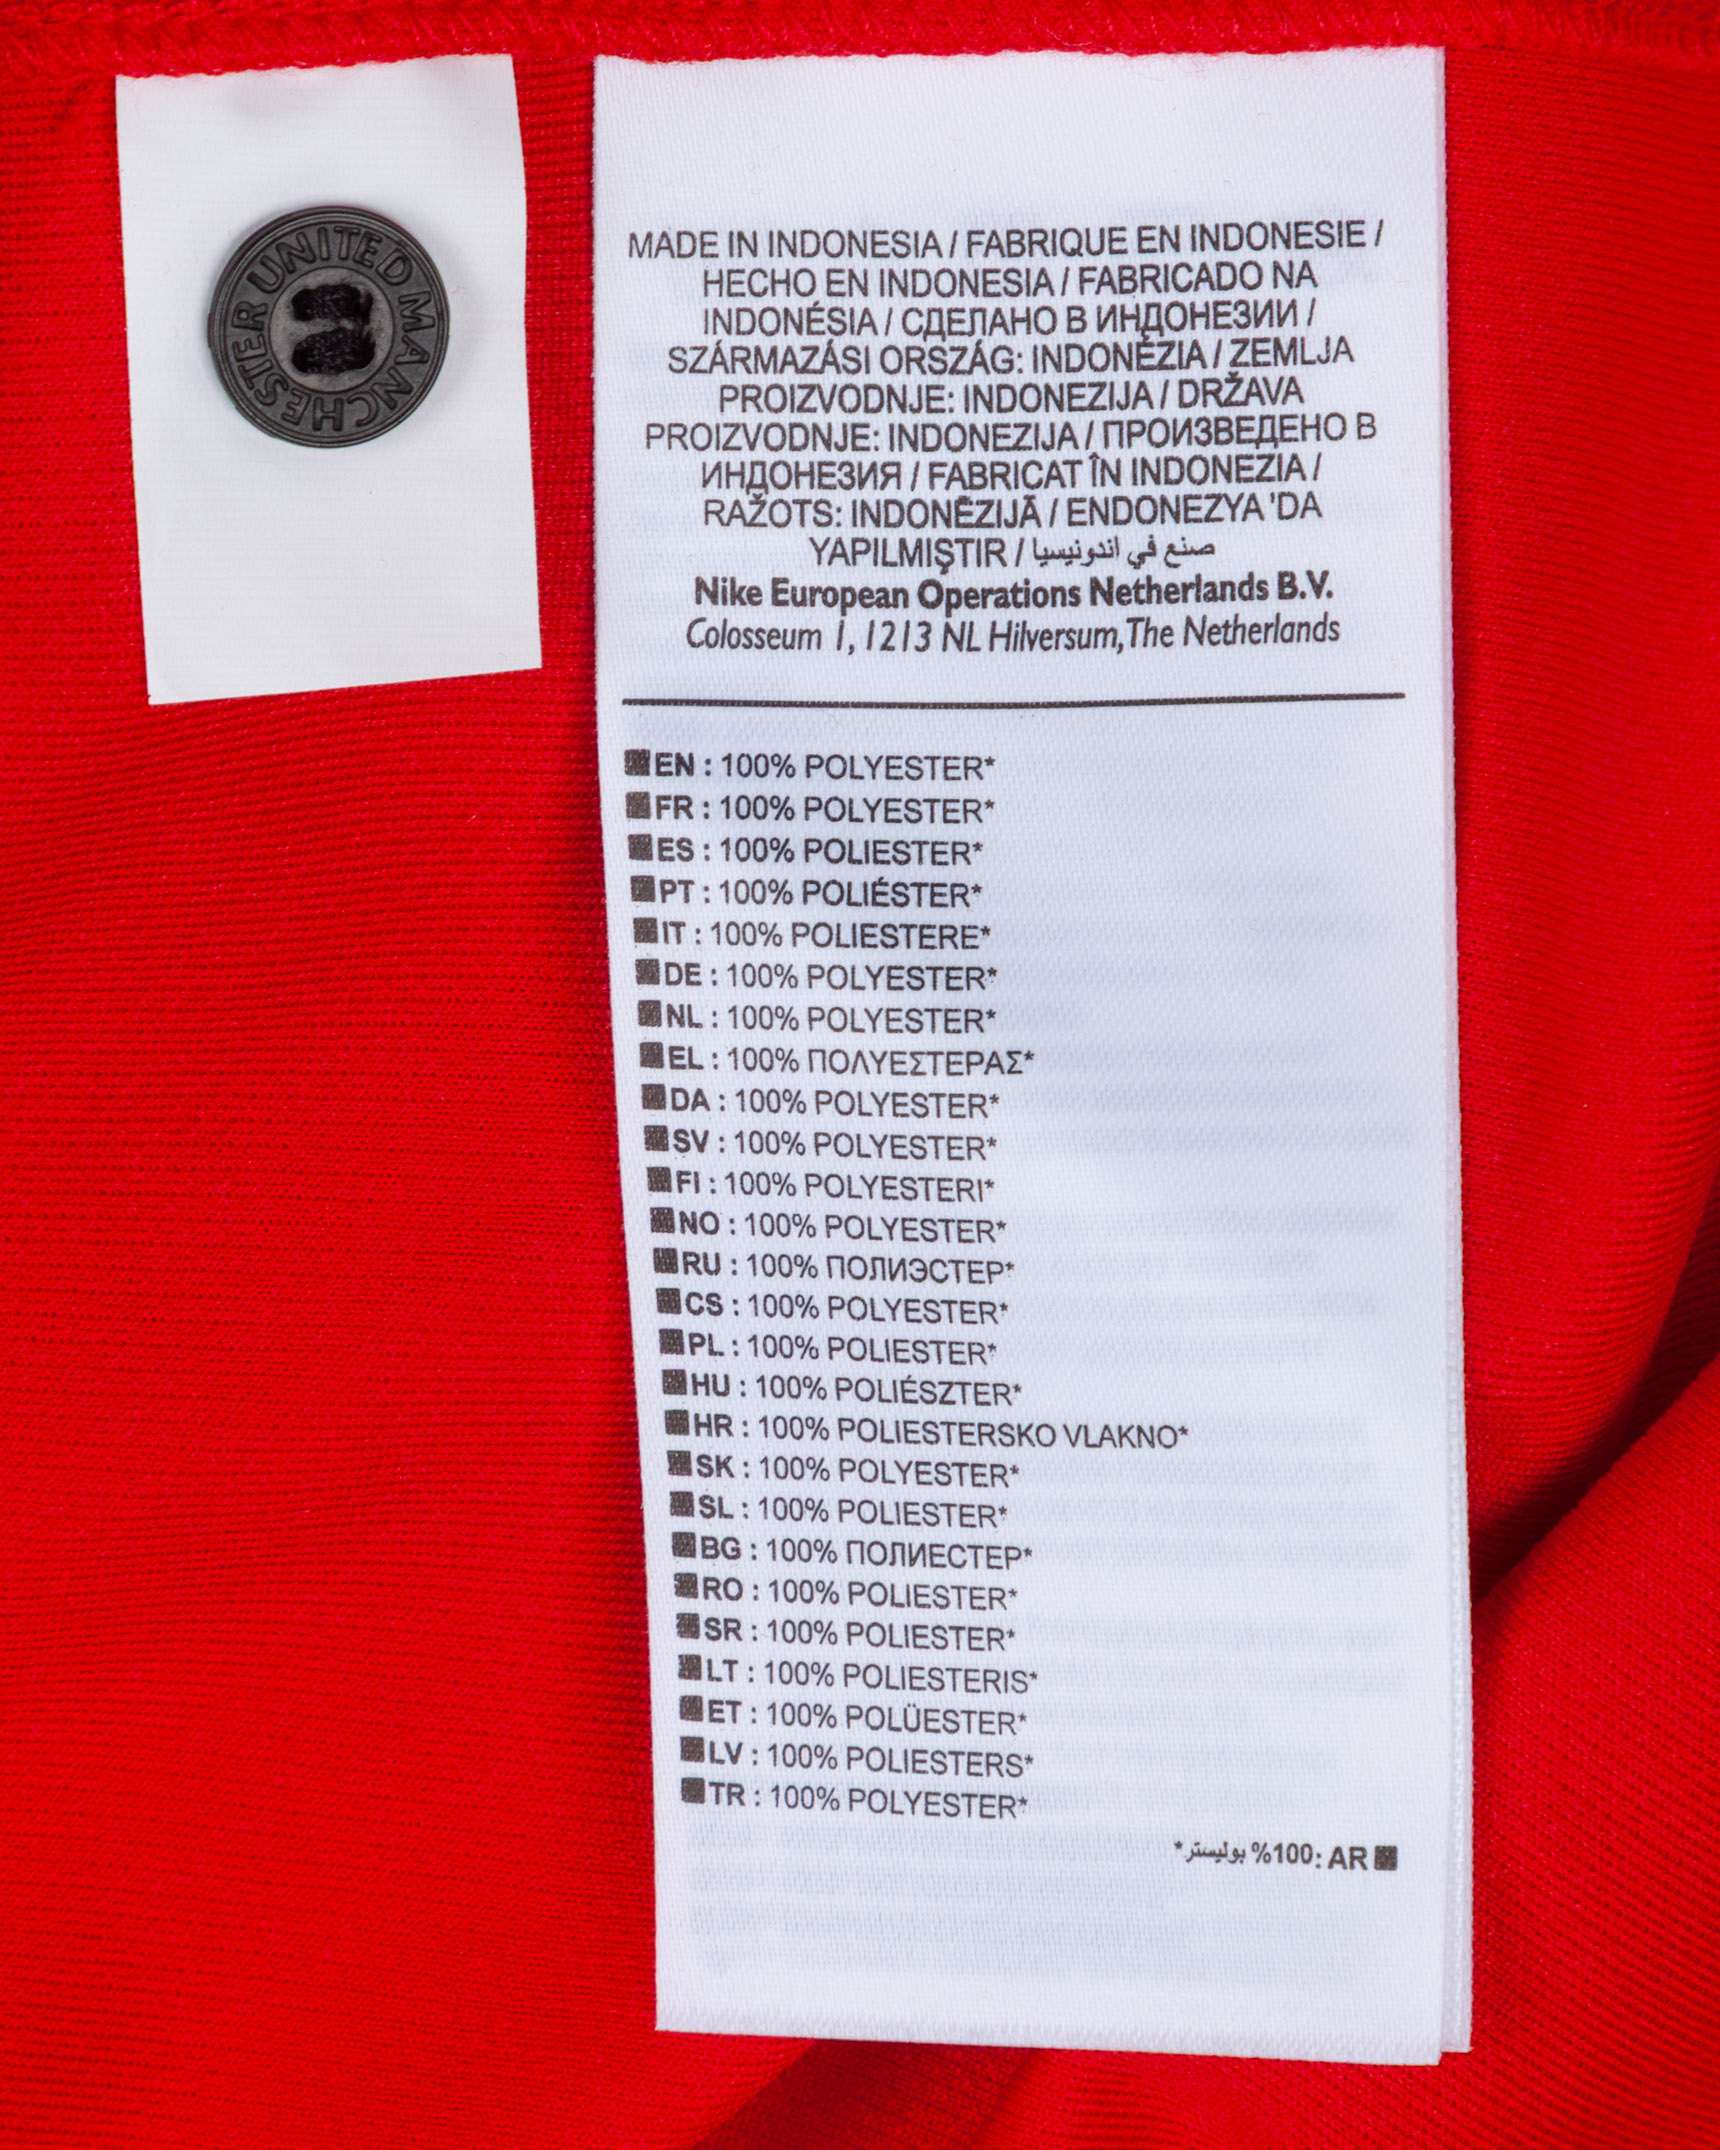 MANCHESTER UNITED
MADE IN INDONESIA / FABRIQUE EN INDONESIE /
HECHO EN INDONESIA / FABRICADO NA
INDONÉSIA / СДЕЛАНО В ИНДОНЕЗИИ /
SZÁRMAZÁSI ORSZÁG: INDONÉZIA / ZEMLJA
PROIZVODNJE: INDONEZIJA / DRŽAVA
PROIZVODNJE: INDONEZIJA / ПРОИЗВЕДЕНО В
ИНДОНЕЗИЯ / FABRICAT ÎN INDONEZIA /
RAŽOTS: INDONĒZIJĀ / ENDONEZYA 'DA
YAPILMIŞTIR / صنع في اندونيسيا
Nike European Operations Netherlands B.V.
Colosseum 1, 1213 NL Hilversum, The Netherlands
EN : 100% POLYESTER*
FR : 100% POLYESTER*
ES : 100% POLIESTER*
PT : 100% POLIÉSTER*
IT : 100% POLIESTERE*
DE : 100% POLYESTER*
NL : 100% POLYESTER*
EL : 100% ΠΟΛΥΕΣΤΕΡΑΣ*
DA : 100% POLYESTER*
SV : 100% POLYESTER*
FI : 100% POLYESTERI*
NO : 100% POLYESTER*
RU : 100% ПОЛИЭСТЕР*
CS : 100% POLYESTER*
PL : 100% POLIESTER*
HU : 100% POLIÉSZTER*
HR : 100% POLIESTERSKO VLAKNO*
SK : 100% POLYESTER*
SL : 100% POLIESTER*
BG : 100% ПОЛИЕСТЕР*
RO : 100% POLIESTER*
SR : 100% POLIESTER*
LT : 100% POLIESTERIS*
ET : 100% POLÜESTER*
LV : 100% POLIESTERS*
TR : 100% POLYESTER*
AR :100% بوليستر*